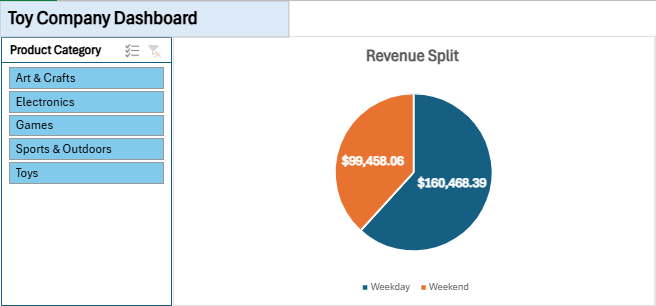 Toy Company Dashboard
Product Category
Art & Crafts
Electronics
Games
Sports & Outdoors
Toys
Revenue Split
$99,458.06
$160,468.39
Weekday Weekend